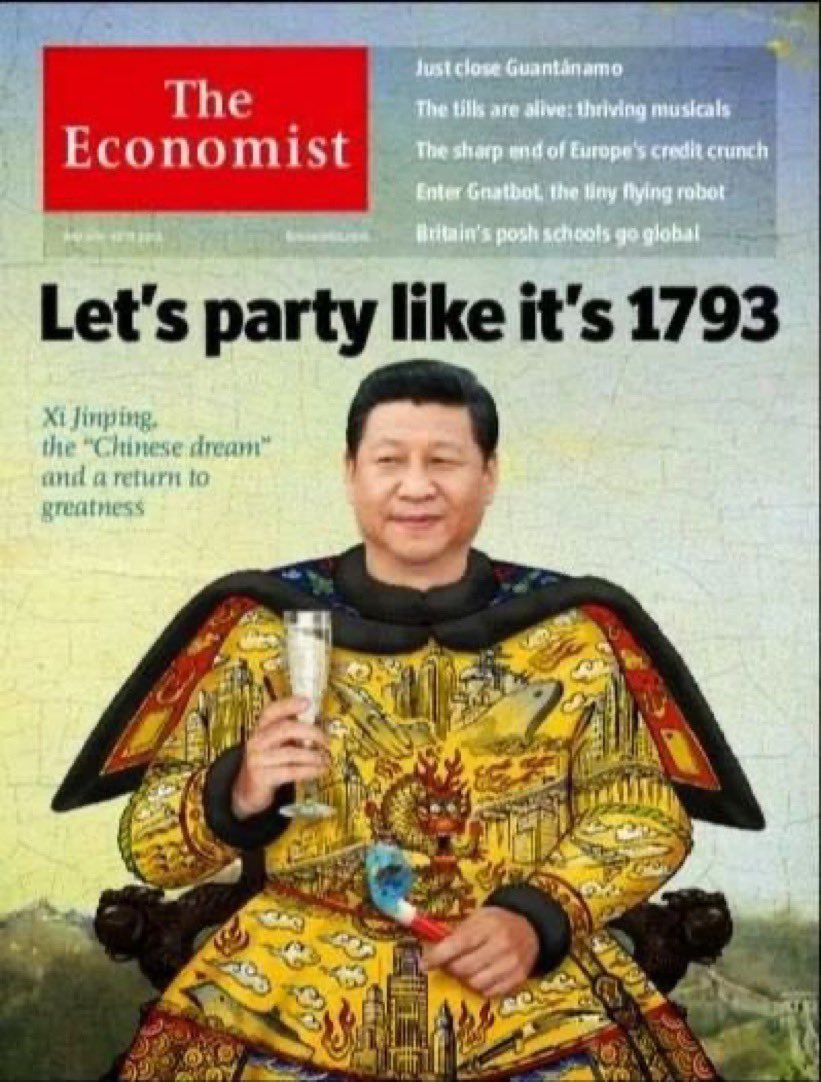 The
Economist
Just close Guantánamo
The tills are alive: thriving musicals
The sharp end of Europe's credit crunch
Enter Gnatbot, the tiny flying robot
Britain's posh schools go global
Let's party like it's 1793
Xi Jinping,
the “Chinese dream”
and a return to
greatness